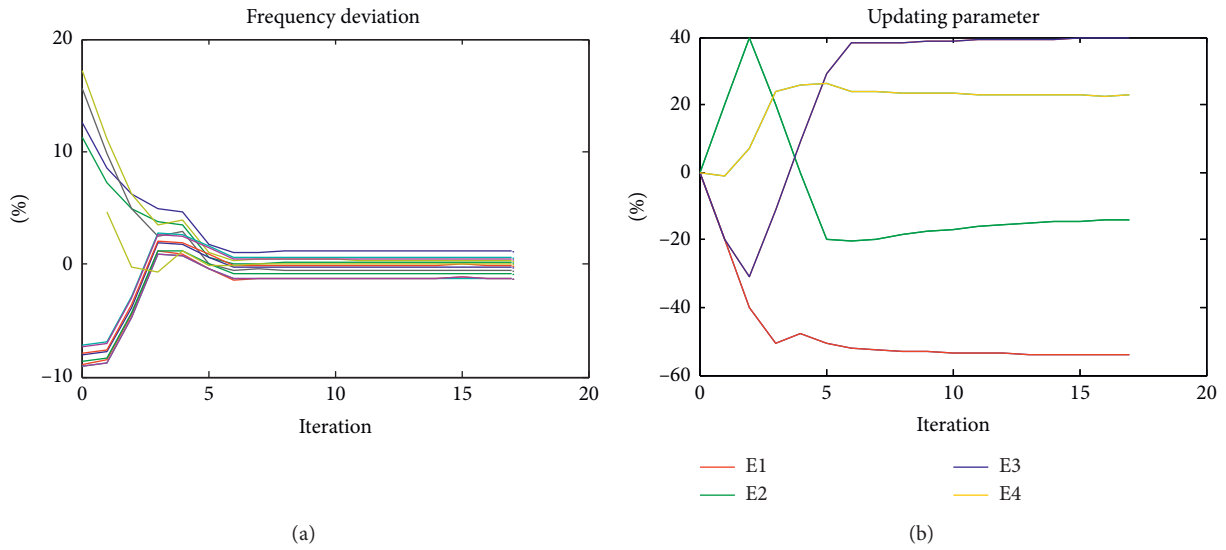 Frequency deviation
20
10
0
–10
(%)
0
5
10
15
20
Iteration
(a)
Updating parameter
40
20
0
–20
–40
–60
(%)
0
5
10
15
20
Iteration
E1
E3
E2
E4
(b)